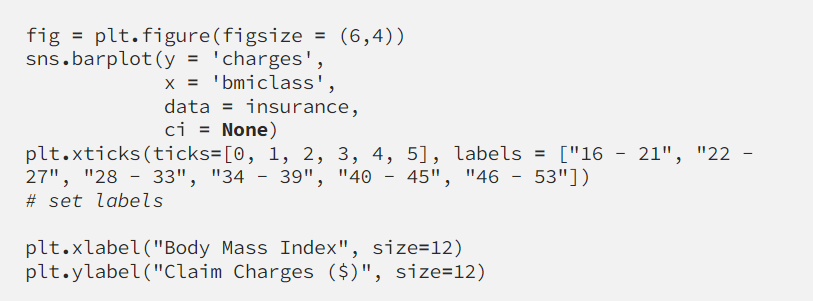 fig = plt.figure(figsize = (6,4))
sns.barplot(y = 'charges',
            x = 'bmiclass',
            data = insurance,
            ci = None)
plt.xticks(ticks=[0, 1, 2, 3, 4, 5], labels = ["16 - 21", "22 -
27", "28 - 33", "34 - 39", "40 - 45", "46 - 53"])
# set labels

plt.xlabel("Body Mass Index", size=12)
plt.ylabel("Claim Charges ($)", size=12)